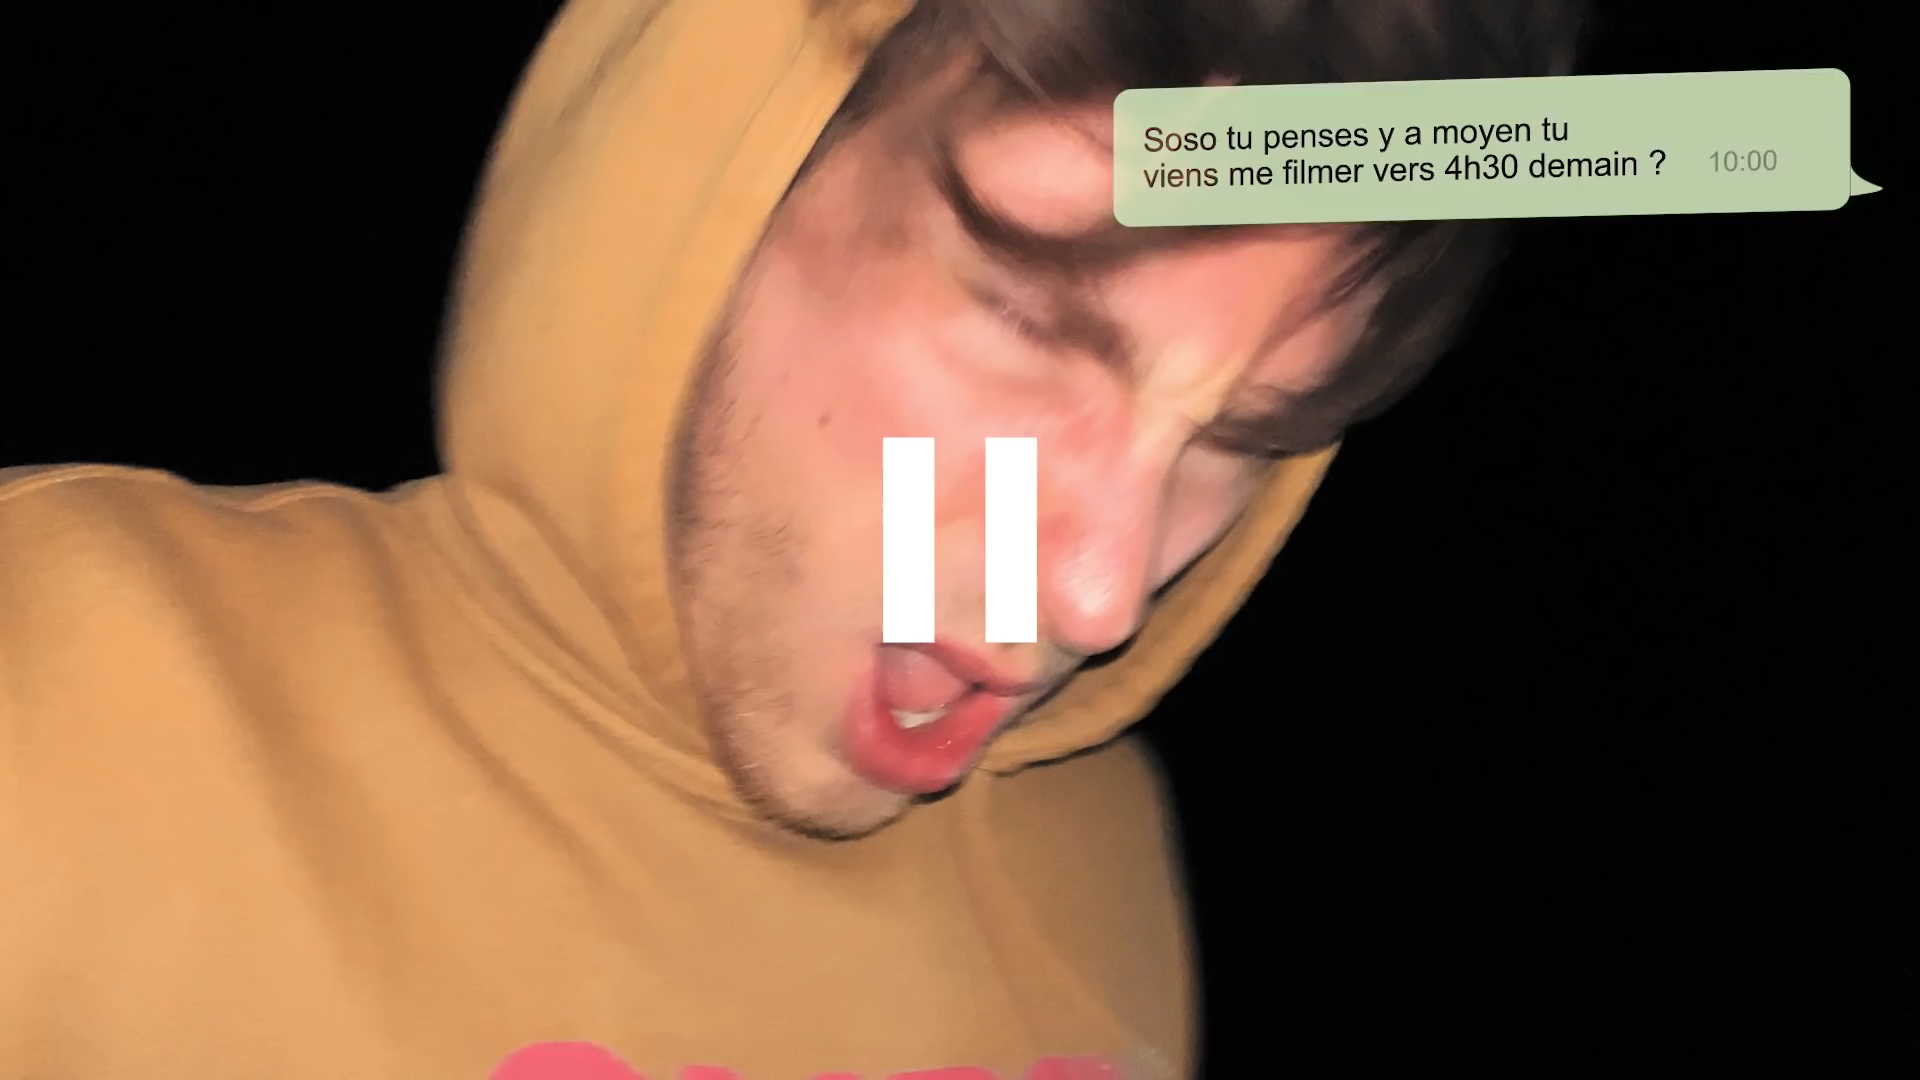 Soso tu penses y a moyen tu
viens me filmer vers 4h30 demain ?
10:00